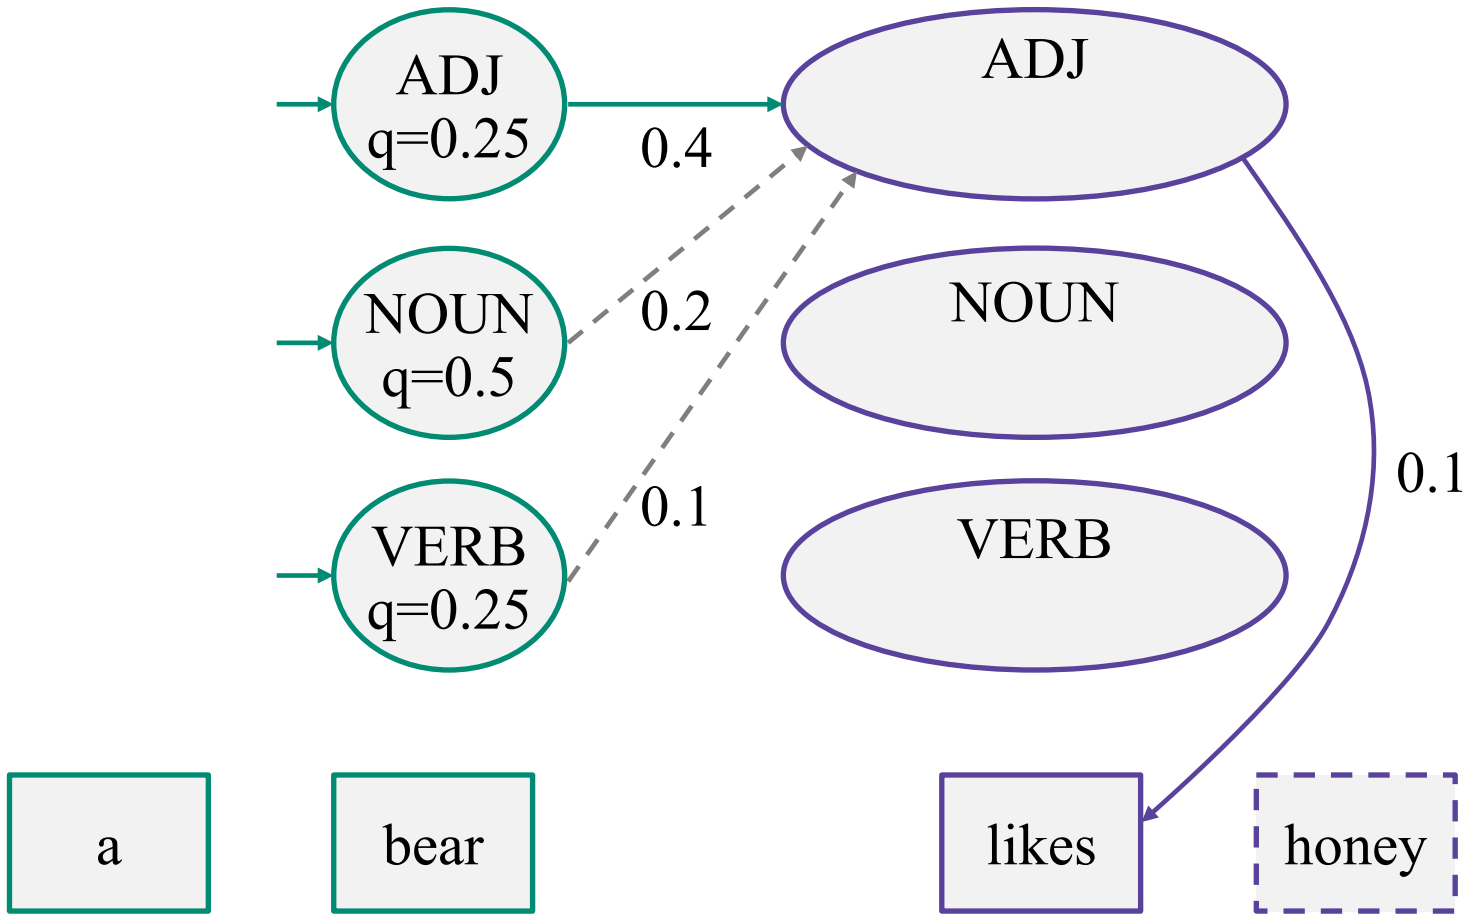 ADJ
q=0.25
0.4
ADJ
NOUN
q=0.5
0.2
NOUN
0.1
VERB
q=0.25
0.1
VERB
a
bear
likes
honey